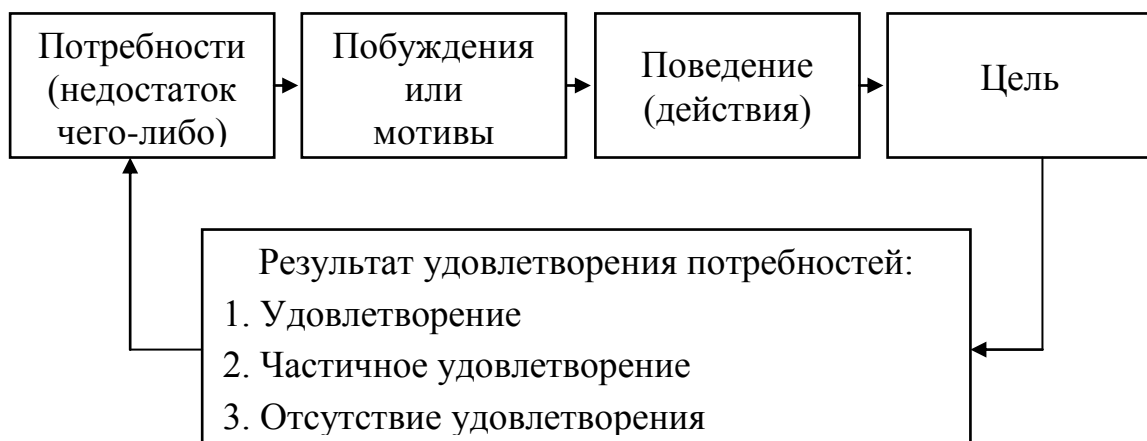 Потребности
(недостаток
чего-либо)
Побуждения
или
мотивы
Поведение
(действия)
Цель
Результат удовлетворения потребностей:
1. Удовлетворение
2. Частичное удовлетворение
3. Отсутствие удовлетворения